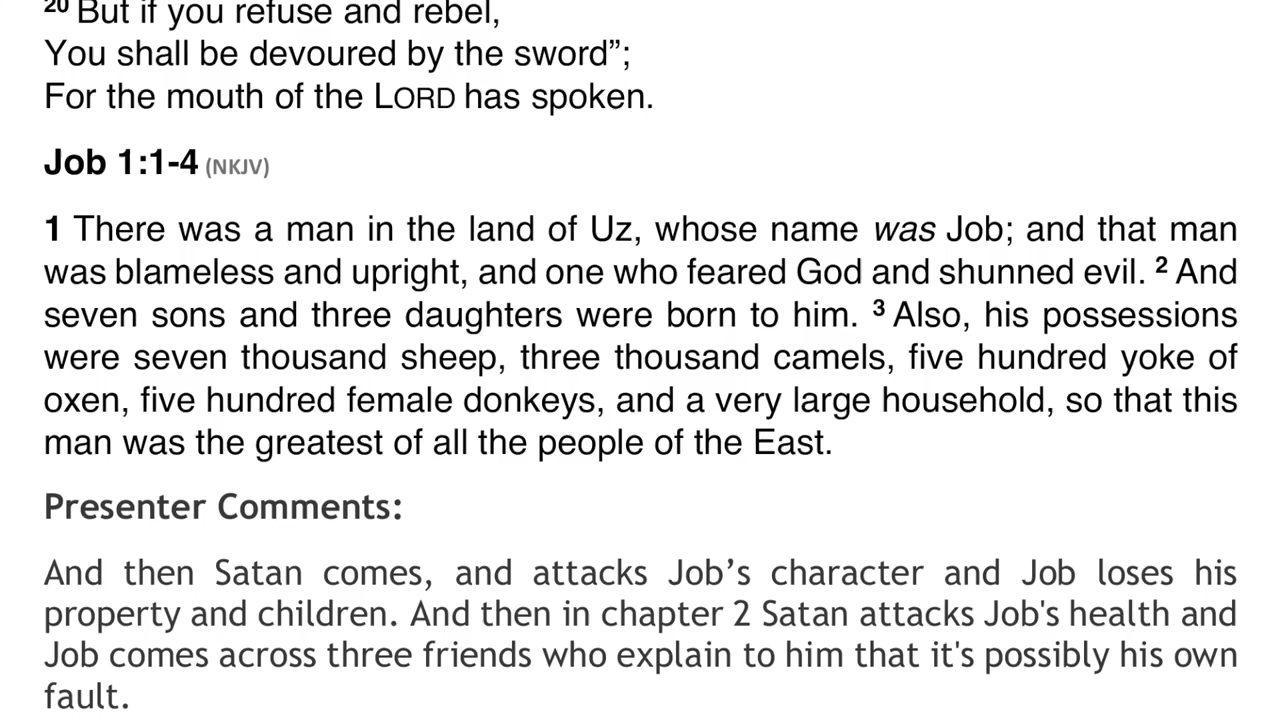 20 But if you refuse and rebel,
You shall be devoured by the sword”;
For the mouth of the LORD has spoken.
Job 1:1-4 (NKJV)
1 There was a man in the land of Uz, whose name was Job; and that man
was blameless and upright, and one who feared God and shunned evil. 2 And
seven sons and three daughters were born to him. 3 Also, his possessions
were seven thousand sheep, three thousand camels, five hundred yoke of
oxen, five hundred female donkeys, and a very large household, so that this
man was the greatest of all the people of the East.
Presenter Comments:
And then Satan comes, and attacks Job’s character and Job loses his
property and children. And then in chapter 2 Satan attacks Job's health and
Job comes across three friends who explain to him that it's possibly his own
fault.